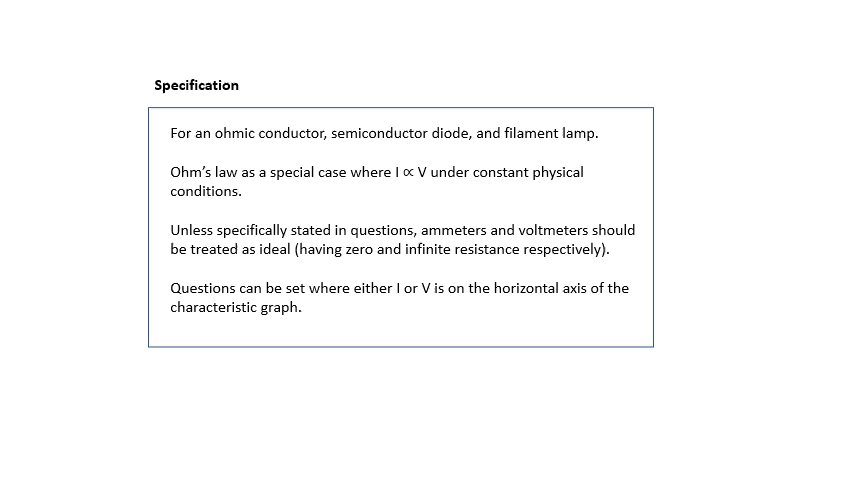 Specification
For an ohmic conductor, semiconductor diode, and filament lamp.
Ohm’s law as a special case where I ∝ V under constant physical
conditions.
Unless specifically stated in questions, ammeters and voltmeters should
be treated as ideal (having zero and infinite resistance respectively).
Questions can be set where either I or V is on the horizontal axis of the
characteristic graph.